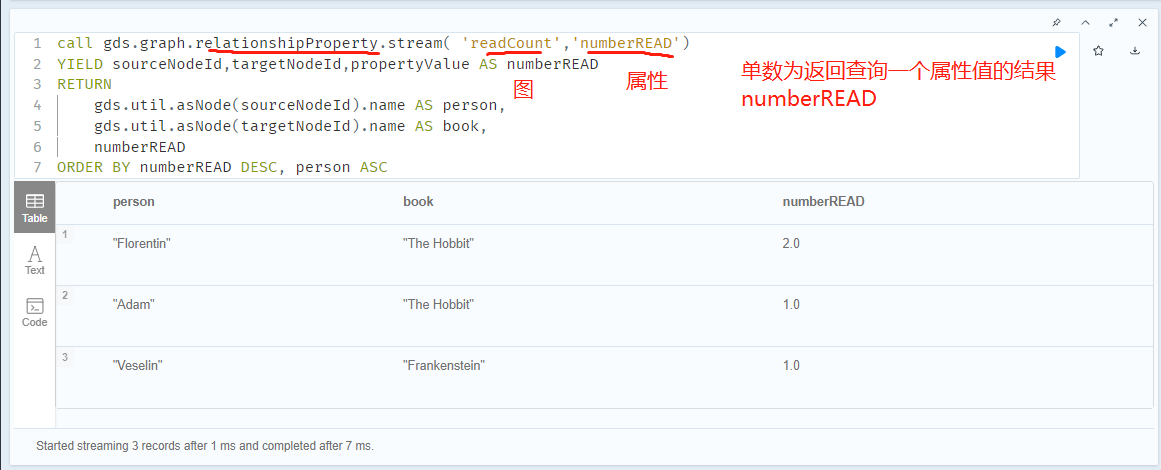 1 call gds.graph.relationshipProperty.stream( 'readCount','numberREAD')
2 YIELD sourceNodeId,targetNodeId,propertyValue AS numberREAD
3 RETURN
4 gds.util.asNode(sourceNodeId).name AS person,
5 gds.util.asNode(targetNodeId).name AS book,
6 numberREAD
7 ORDER BY numberREAD DESC, person ASC
图
属性
单数为返回查询一个属性值的结果
numberREAD
Table
A
Text
Code
person book numberREAD
1 "Florentin" "The Hobbit" 2.0
2 "Adam" "The Hobbit" 1.0
3 "Veselin" "Frankenstein" 1.0
Started streaming 3 records after 1 ms and completed after 7 ms.